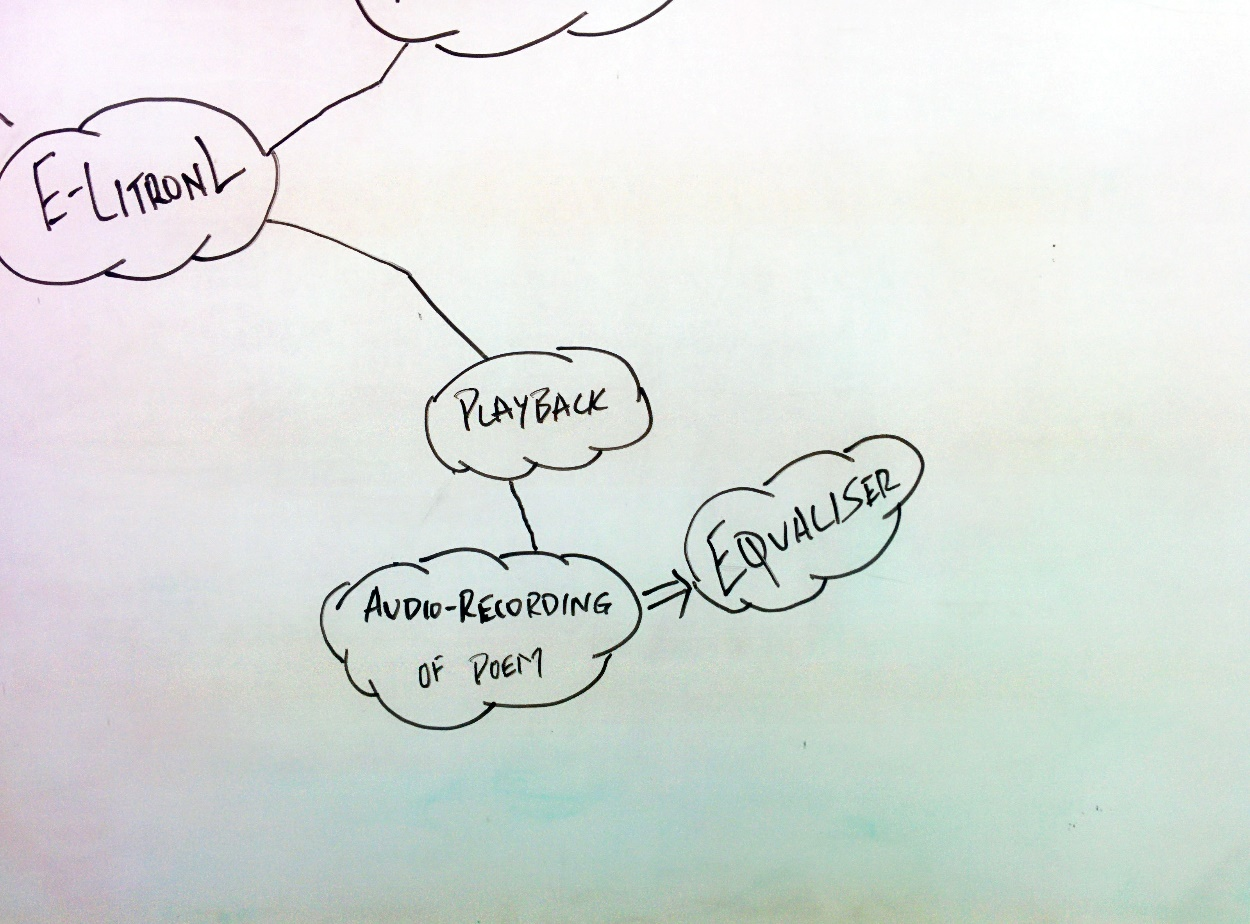 E-LITRONL
PLAYBACK
EQUALISER
AUDIO-RECORDING
OF POEM